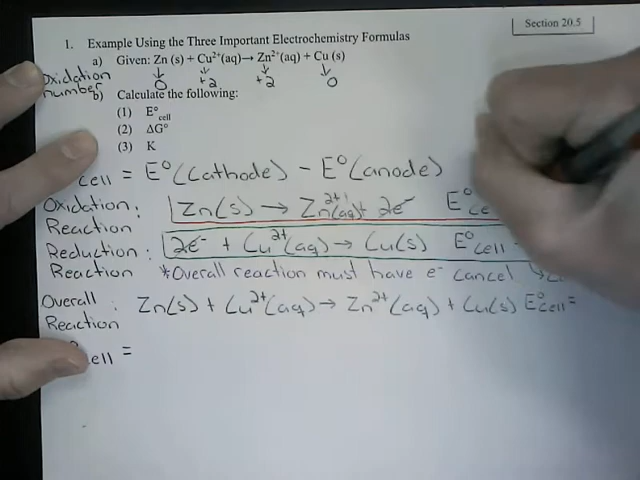 Section 20.5
1. Example Using the Three Important Electrochemistry Formulas
a) Given: Zn (s) + Cu²⁺(ac)→ Zn²⁺(aq) + Cu (s)
Oxidation number ↓ 0 ↓ +2 ↓ +2 ↓ 0
b) Calculate the following:
(1) E°cell
(2) ΔG°
(3) K
cell = E°(Cathode) - E°(anode)
Oxidation: Zn(s) → Zn²⁺(aq) + 2e⁻ E°ce
Reaction
Reduction: 2e⁻ + Cu²⁺(aq) → Cu(s) E°cell
Reaction *Overall reaction must have e⁻ cancel
Overall : Zn(s) + Cu²⁺(aq) → Zn²⁺(aq) + Cu(s) E°cell =
Reaction
cell =